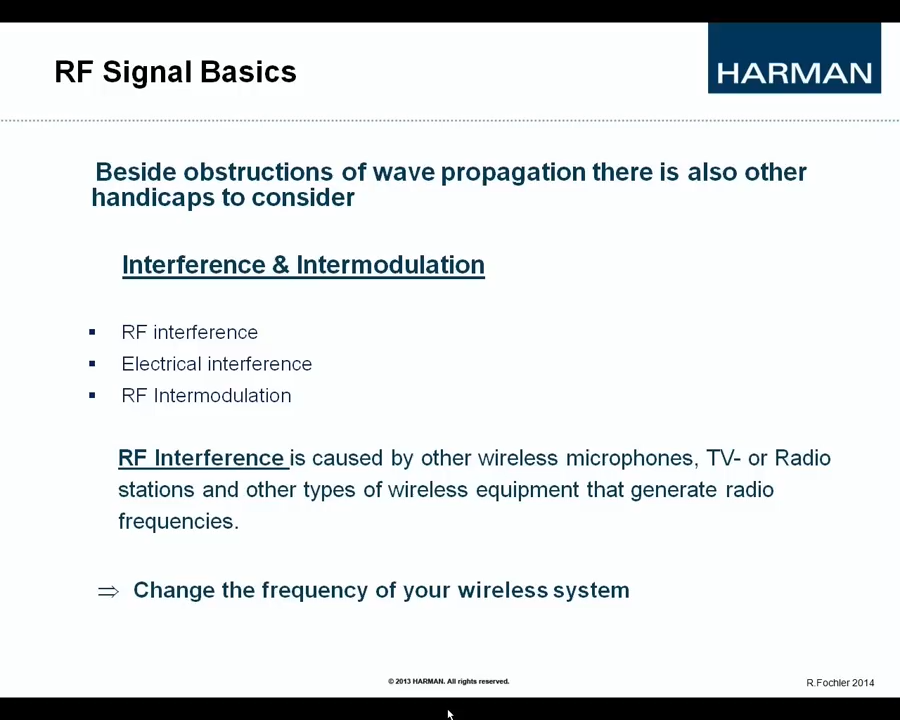 RF Signal Basics
HARMAN
Beside obstructions of wave propagation there is also other
handicaps to consider
Interference & Intermodulation
▪ RF interference
▪ Electrical interference
▪ RF Intermodulation
RF Interference is caused by other wireless microphones, TV- or Radio
stations and other types of wireless equipment that generate radio
frequencies.
⇒ Change the frequency of your wireless system
© 2013 HARMAN. All rights reserved.
R.Fochler 2014